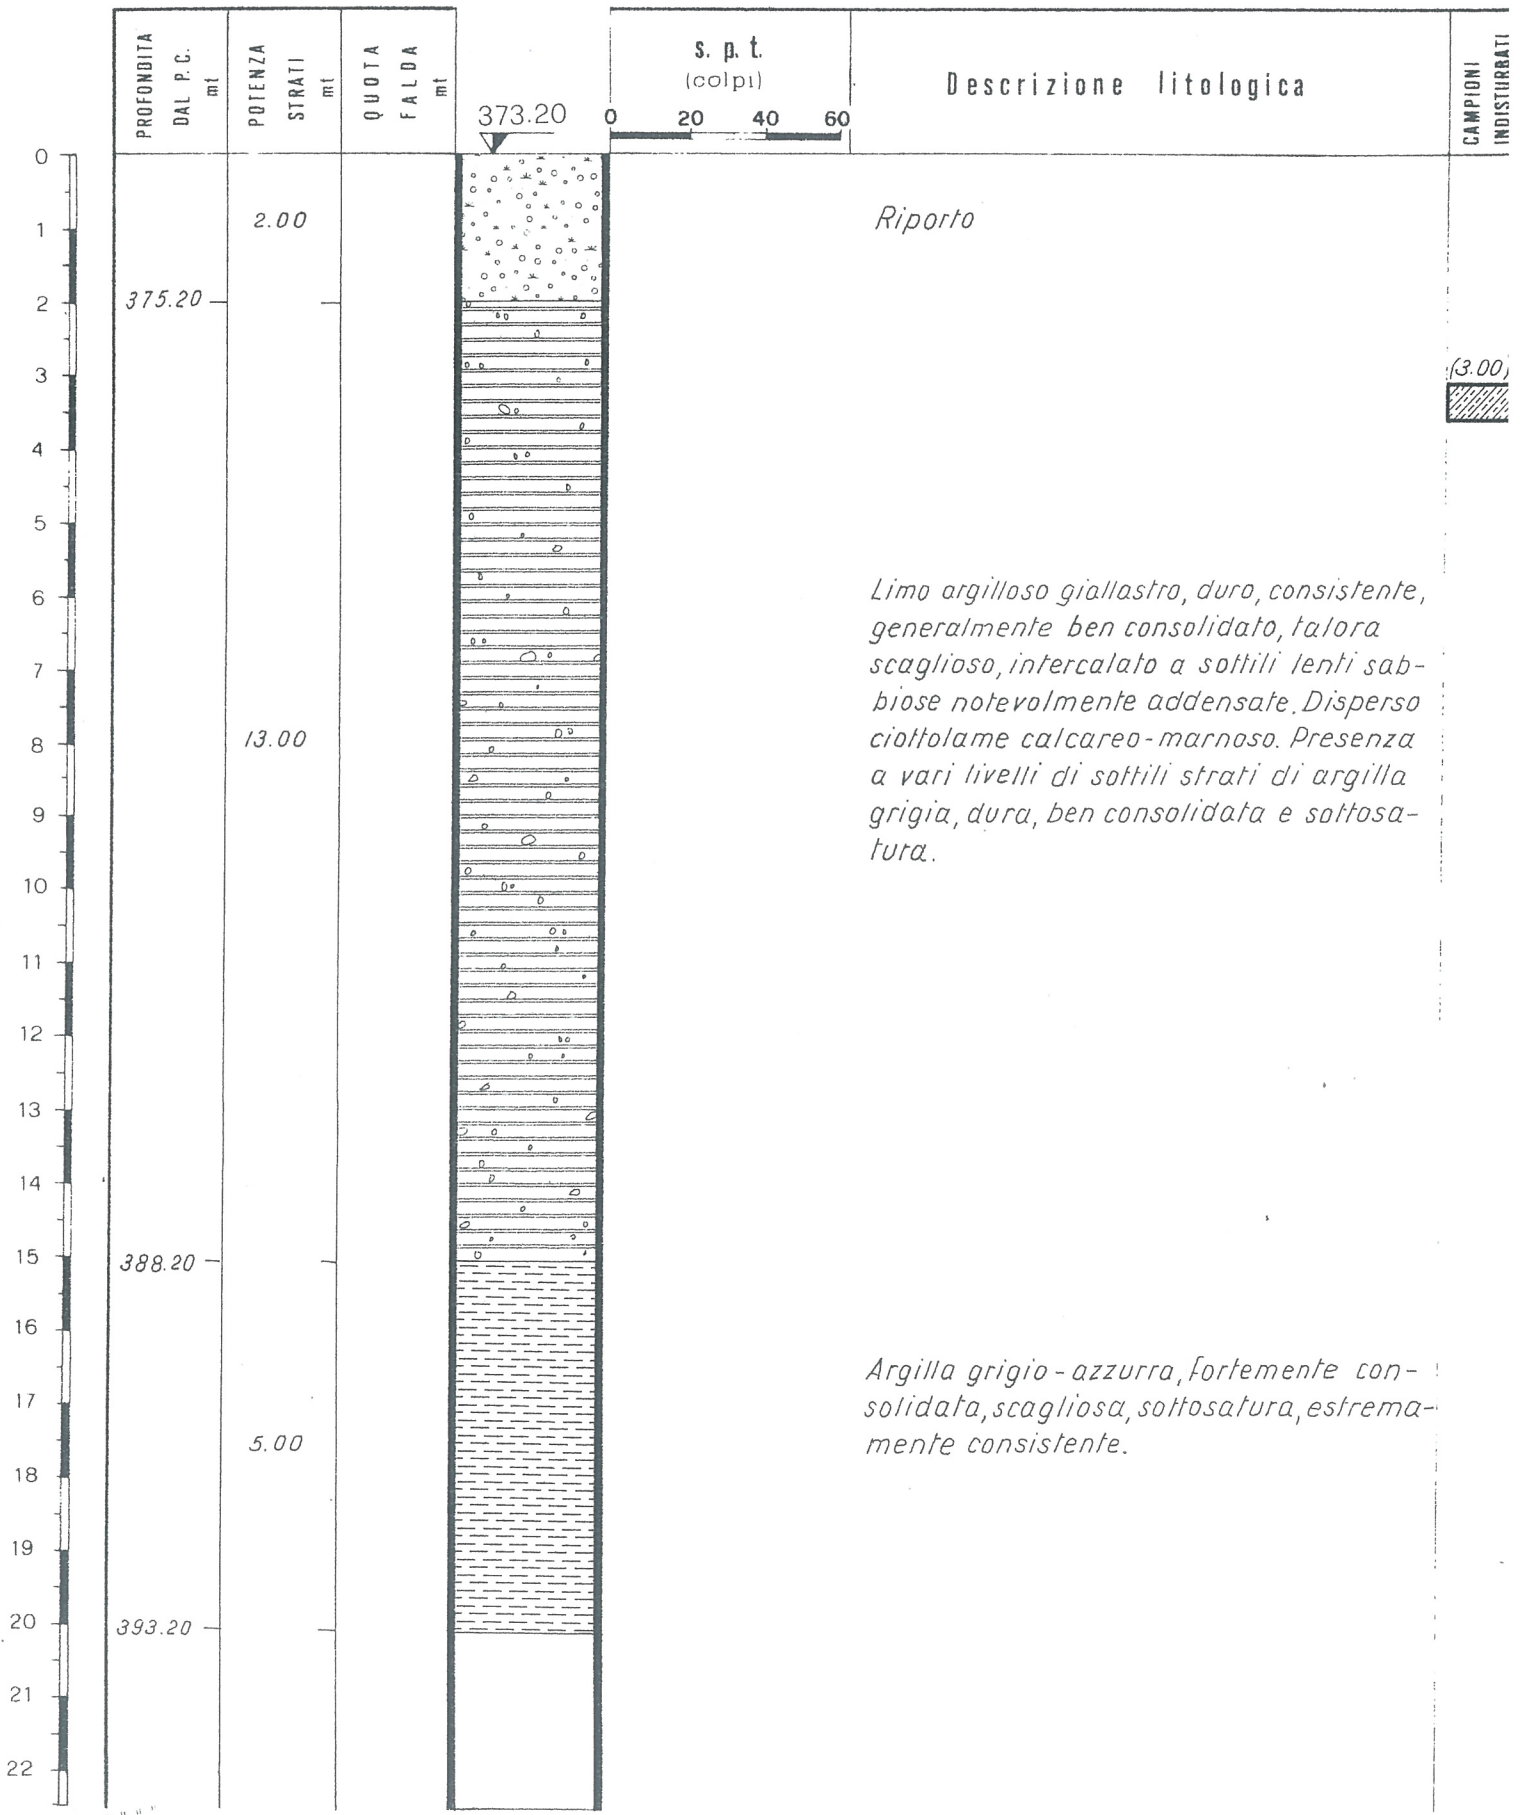 PROFONDITA
DAL P.C.
mt
POTENZA
STRATI
mt
QUOTA
FALDA
mt
373.20
s. p. t.
(colpi)
0 20 40 60
Descrizione litologica
CAMPIONI
INDISTURBATI
0
1
2.00
Riporto
2
375.20
3
(3.00)
4
5
6
Limo argilloso giallastro, duro, consistente,
generalmente ben consolidato, talora
scaglioso, intercalato a sottili lenti sab-
biose notevolmente addensate. Disperso
ciottolame calcareo-marnoso. Presenza
a vari livelli di sottili strati di argilla
grigia, dura, ben consolidata e sottosa-
tura.
7
8
13.00
9
10
11
12
13
14
15
388.20
16
Argilla grigio-azzurra, fortemente con-
solidata, scagliosa, sottosatura, estrema-
mente consistente.
17
5.00
18
19
20
393.20
21
22